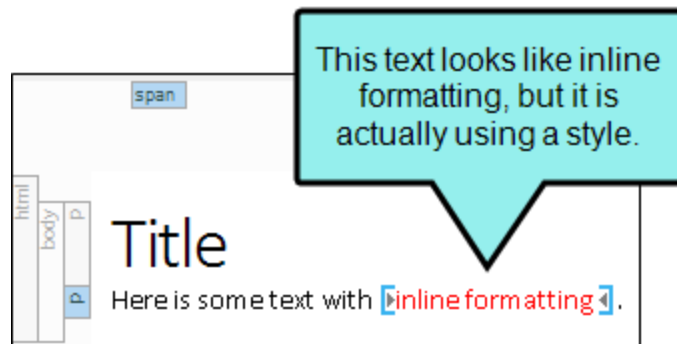 This text looks like inline
formatting, but it is
actually using a style.
span
html
body
p
Title
p
Here is some text with inline formatting.